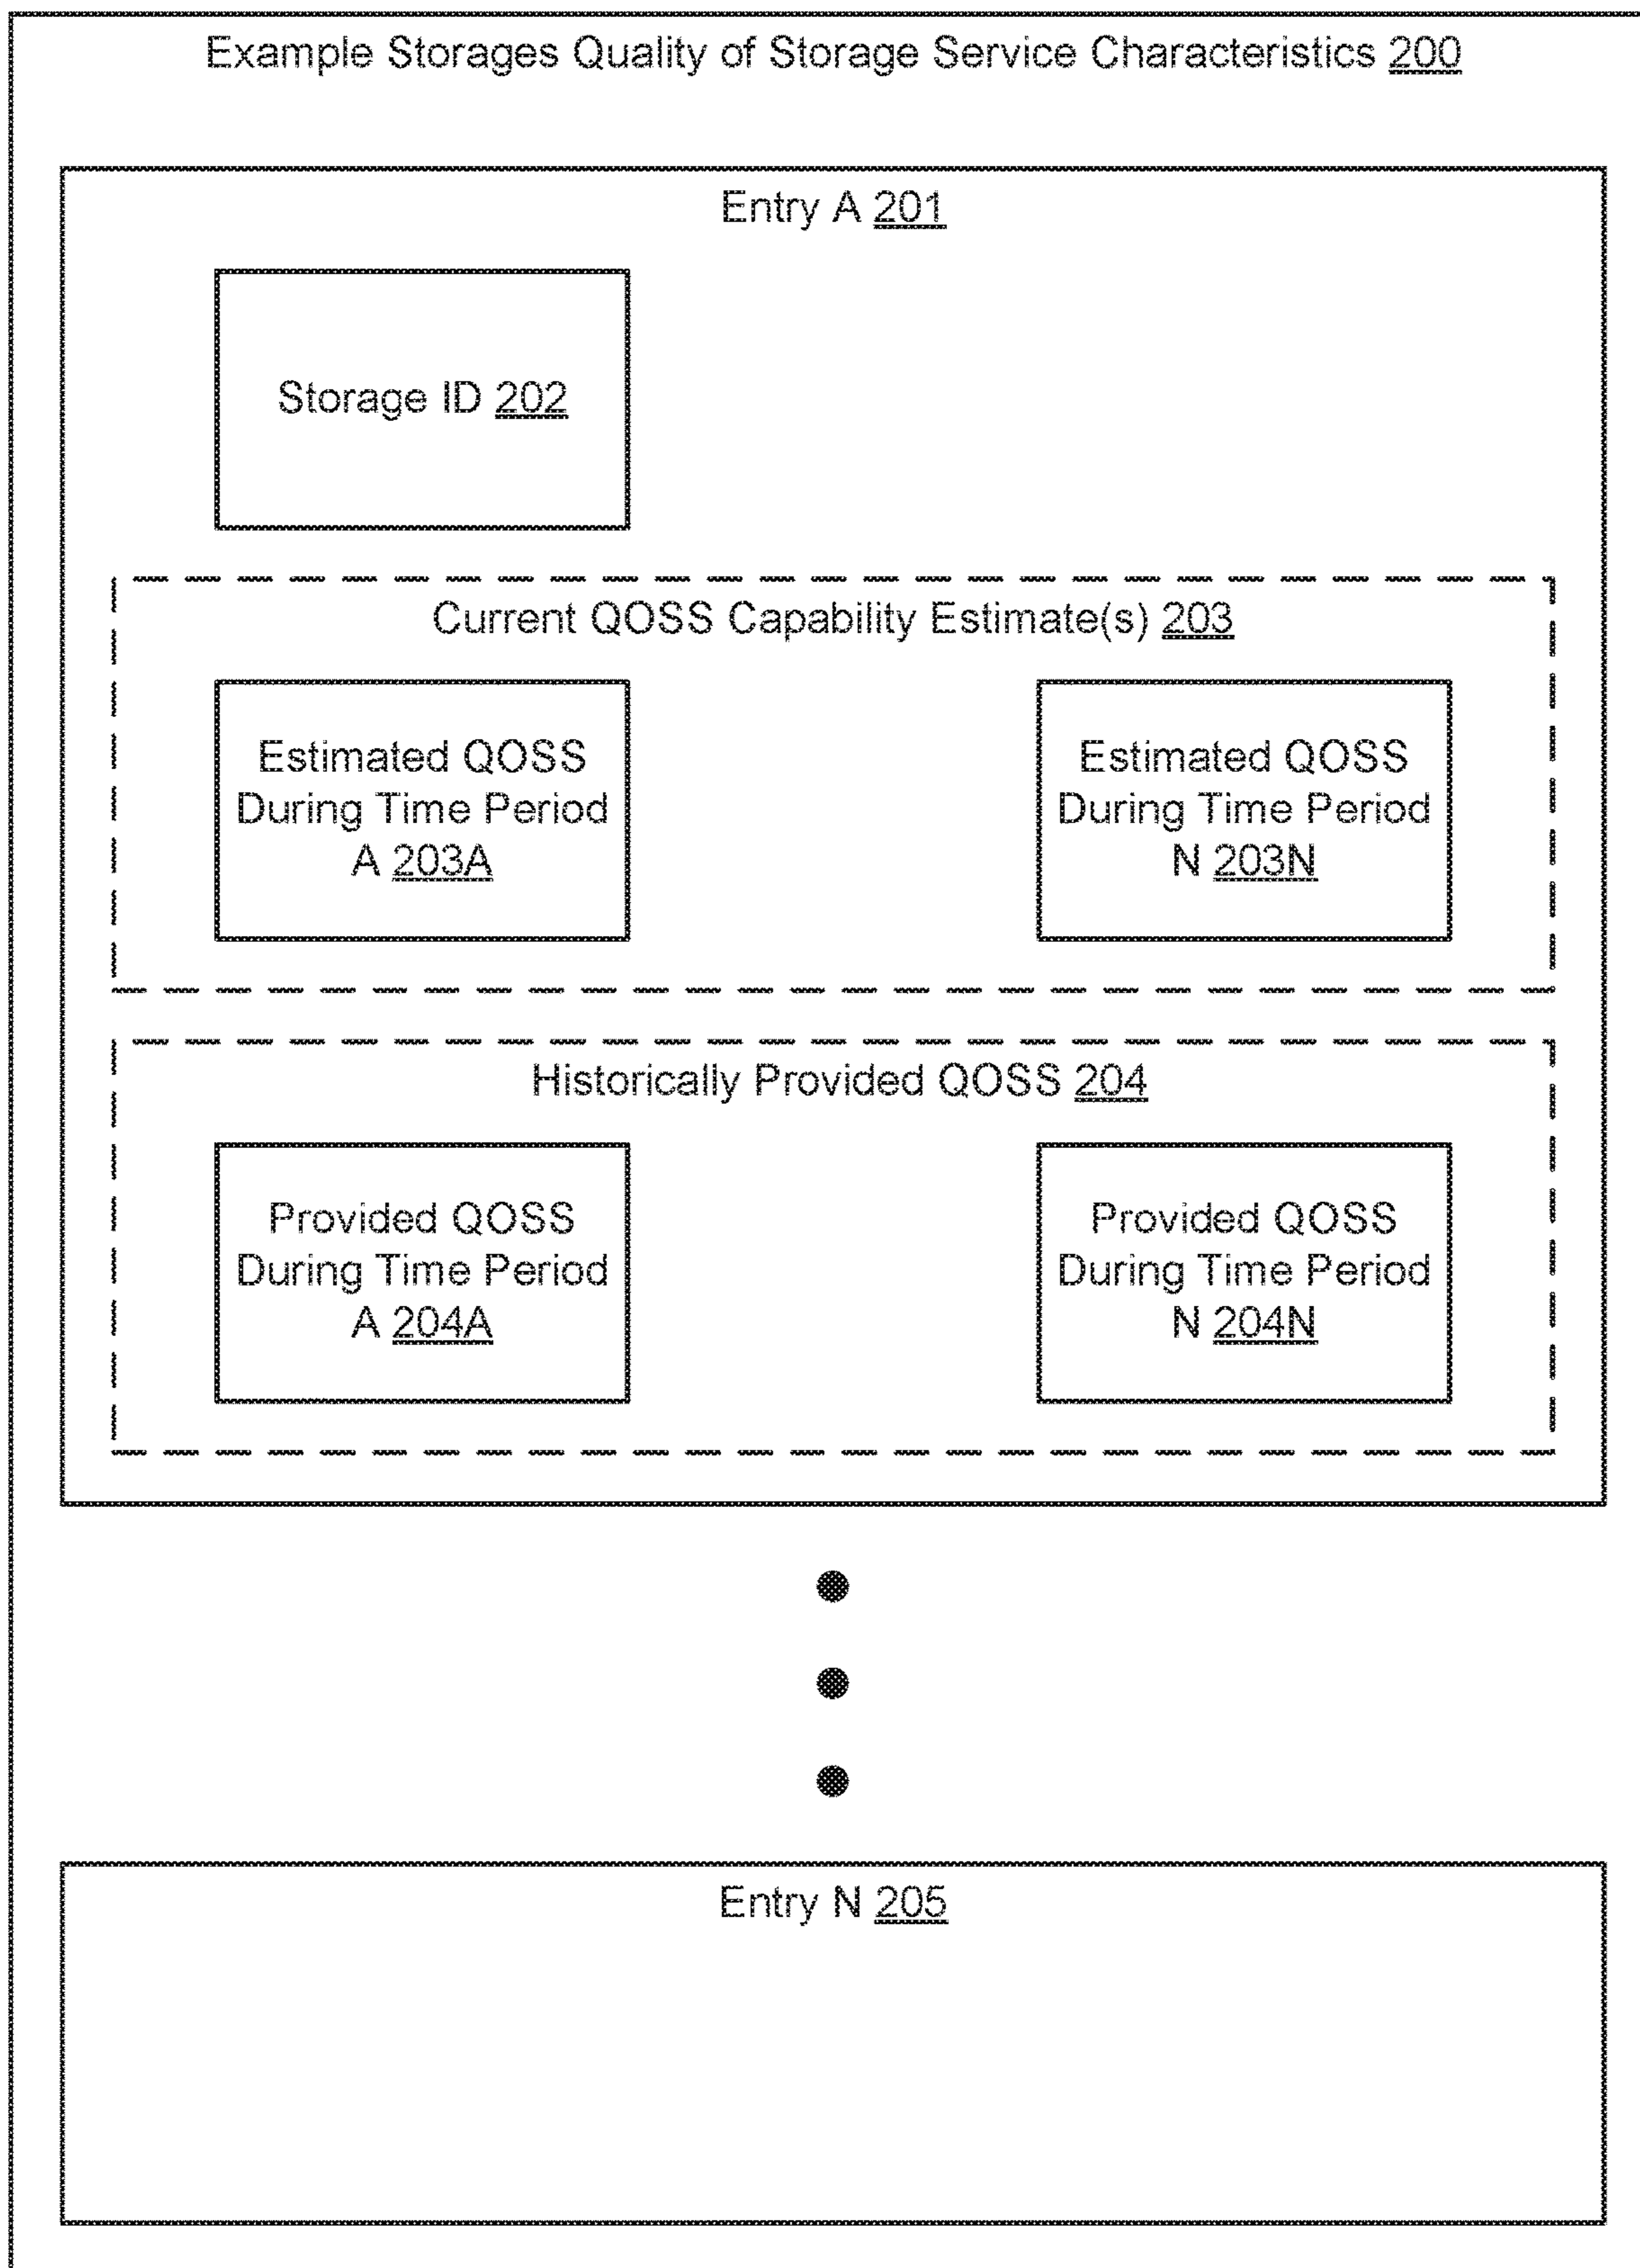 Example Storages Quality of Storage Service Characteristics 200
Entry A 201
Storage ID 202
Current QOSS Capability Estimate(s) 203
Estimated QOSS
During Time Period
A 203A
Estimated QOSS
During Time Period
N 203N
Historically Provided QOSS 204
Provided QOSS
During Time Period
A 204A
Provided QOSS
During Time Period
N 204N
Entry N 205